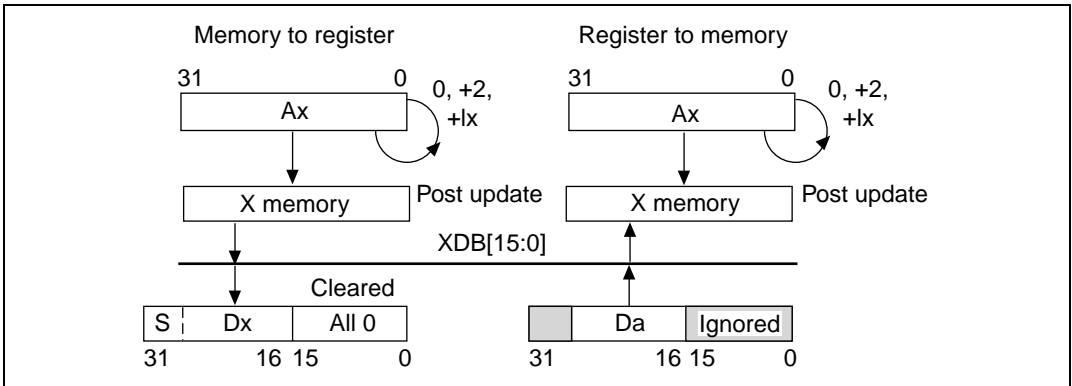 Memory to register
Register to memory
31 0
31 0
0, +2,
+Ix
0, +2,
+Ix
Ax
Ax
X memory
Post update
X memory
Post update
XDB[15:0]
Cleared
S Dx All 0
Da Ignored
31 16 15 0
31 16 15 0